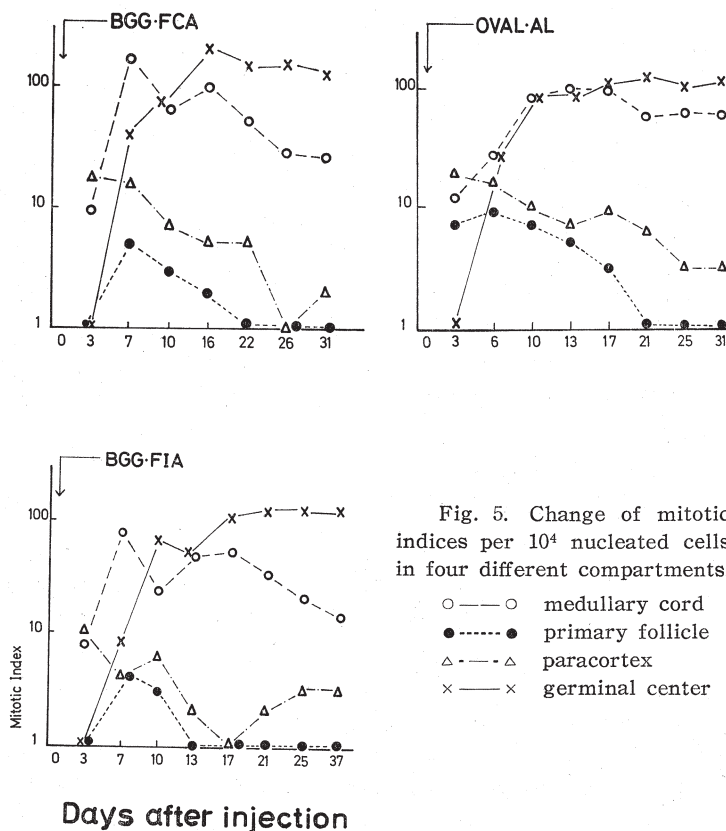 BGG·FCA
100
10
1
0 3 7 10 16 22 26 31
OVAL·AL
100
10
1
0 3 6 10 13 17 21 25 31
BGG·FIA
100
10
1
Mitotic Index
0 3 7 10 13 17 21 25 37
Days after injection
Fig. 5. Change of mitotic
indices per 10⁴ nucleated cells
in four different compartments
medullary cord
primary follicle
paracortex
germinal center